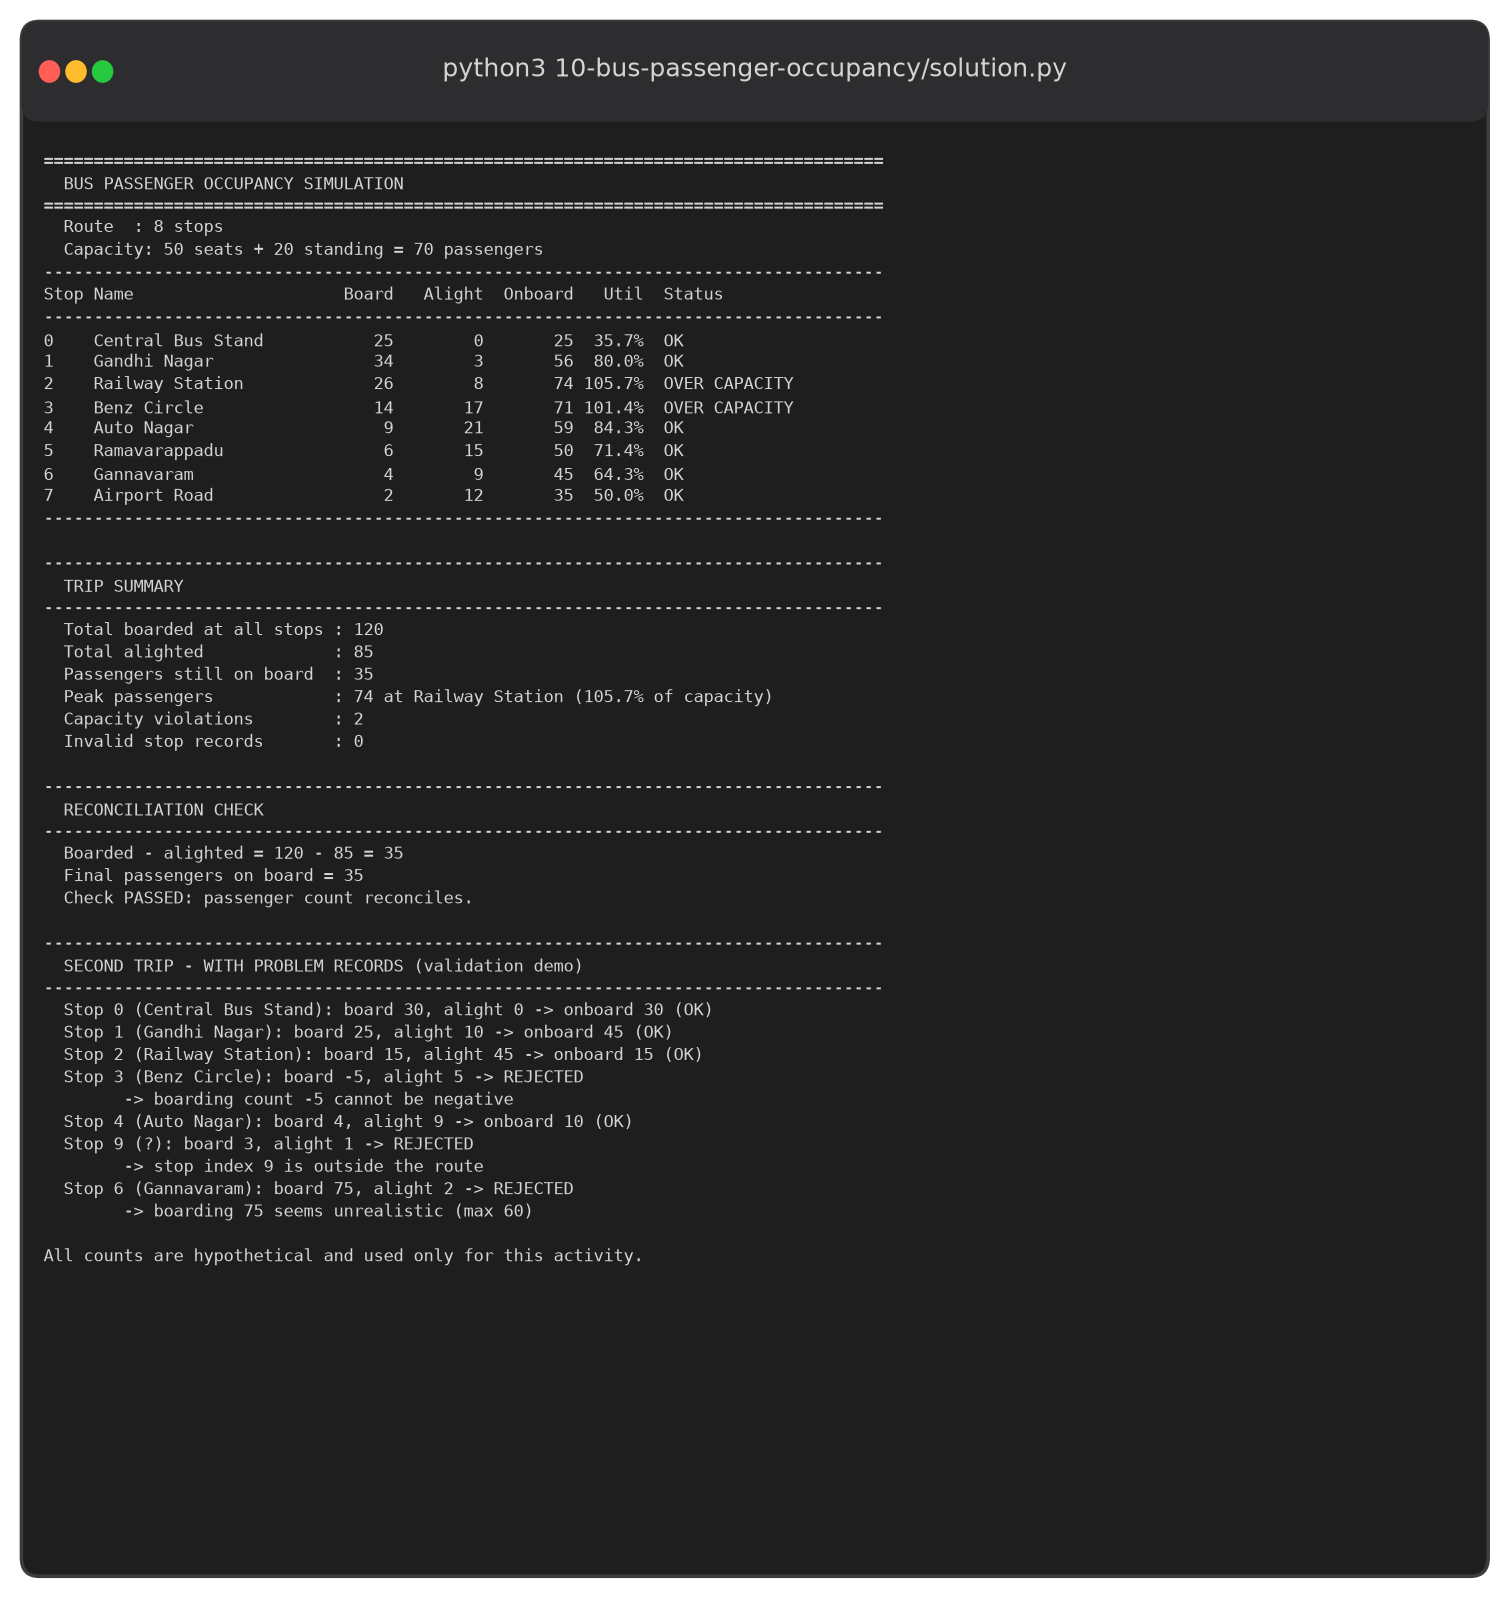 python3 10-bus-passenger-occupancy/solution.py
====================================================================================
  BUS PASSENGER OCCUPANCY SIMULATION
====================================================================================
  Route  : 8 stops
  Capacity: 50 seats + 20 standing = 70 passengers
------------------------------------------------------------------------------------
Stop Name                     Board   Alight  Onboard   Util  Status
------------------------------------------------------------------------------------
0    Central Bus Stand           25        0       25  35.7%  OK
1    Gandhi Nagar                34        3       56  80.0%  OK
2    Railway Station             26        8       74 105.7%  OVER CAPACITY
3    Benz Circle                 14       17       71 101.4%  OVER CAPACITY
4    Auto Nagar                   9       21       59  84.3%  OK
5    Ramavarappadu                6       15       50  71.4%  OK
6    Gannavaram                   4        9       45  64.3%  OK
7    Airport Road                 2       12       35  50.0%  OK
------------------------------------------------------------------------------------
------------------------------------------------------------------------------------
  TRIP SUMMARY
------------------------------------------------------------------------------------
  Total boarded at all stops : 120
  Total alighted             : 85
  Passengers still on board  : 35
  Peak passengers            : 74 at Railway Station (105.7% of capacity)
  Capacity violations        : 2
  Invalid stop records       : 0
------------------------------------------------------------------------------------
  RECONCILIATION CHECK
------------------------------------------------------------------------------------
  Boarded - alighted = 120 - 85 = 35
  Final passengers on board = 35
  Check PASSED: passenger count reconciles.
------------------------------------------------------------------------------------
  SECOND TRIP - WITH PROBLEM RECORDS (validation demo)
------------------------------------------------------------------------------------
  Stop 0 (Central Bus Stand): board 30, alight 0 -> onboard 30 (OK)
  Stop 1 (Gandhi Nagar): board 25, alight 10 -> onboard 45 (OK)
  Stop 2 (Railway Station): board 15, alight 45 -> onboard 15 (OK)
  Stop 3 (Benz Circle): board -5, alight 5 -> REJECTED
        -> boarding count -5 cannot be negative
  Stop 4 (Auto Nagar): board 4, alight 9 -> onboard 10 (OK)
  Stop 9 (?): board 3, alight 1 -> REJECTED
        -> stop index 9 is outside the route
  Stop 6 (Gannavaram): board 75, alight 2 -> REJECTED
        -> boarding 75 seems unrealistic (max 60)
All counts are hypothetical and used only for this activity.